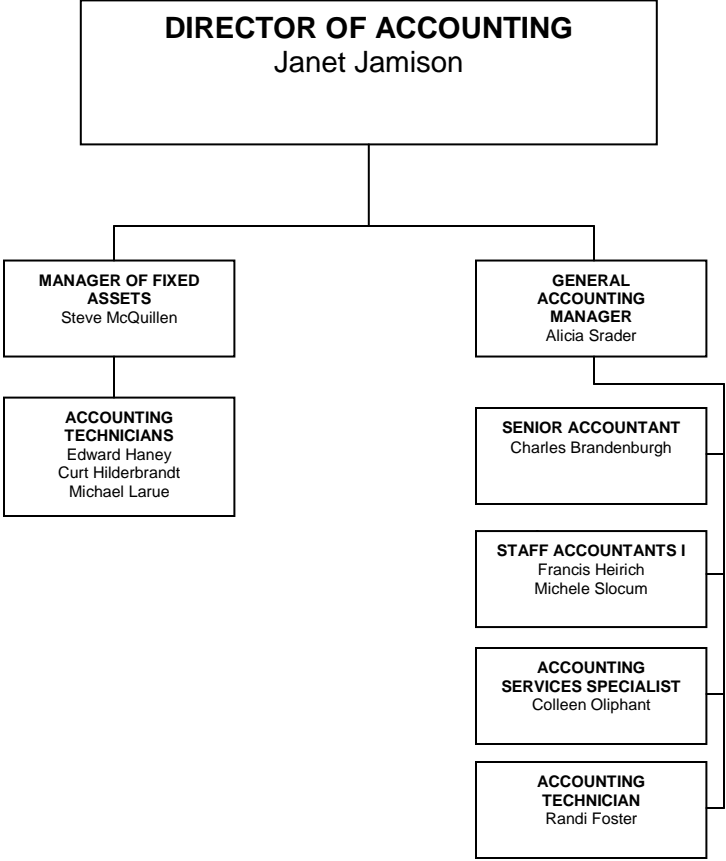 DIRECTOR OF ACCOUNTING
Janet Jamison
MANAGER OF FIXED
ASSETS
Steve McQuillen
ACCOUNTING
TECHNICIANS
Edward Haney
Curt Hilderbrandt
Michael Larue
GENERAL
ACCOUNTING
MANAGER
Alicia Srader
SENIOR ACCOUNTANT
Charles Brandenburgh
STAFF ACCOUNTANTS I
Francis Heirich
Michele Slocum
ACCOUNTING
SERVICES SPECIALIST
Colleen Oliphant
ACCOUNTING
TECHNICIAN
Randi Foster